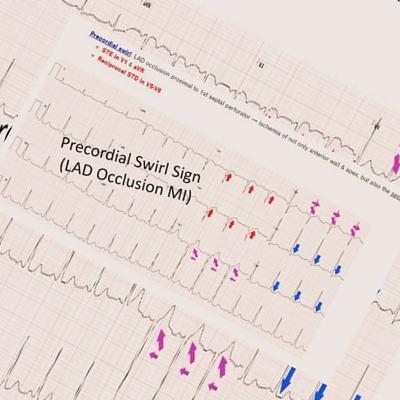 Precordial swirl: LAD occlusion proximal to 1st septal perforator → ischemia of not only anterior wall & apex, but also the
• STE in V1 & aVR
• Reciprocal STD in V5-V6
Precordial Swirl Sign
(LAD Occlusion MI)